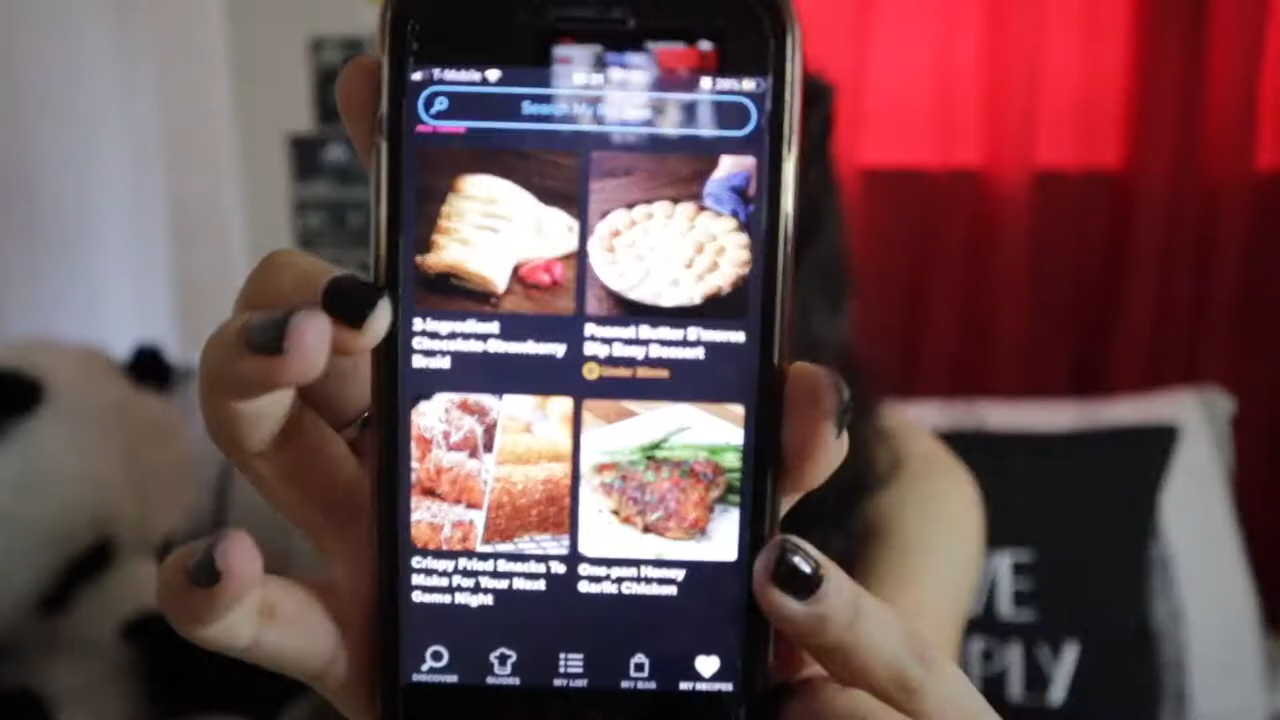 T-Mobile
Search My Recipes
3-Ingredient
Chocolate Strawberry
Braid
Peanut Butter S'mores
Dip Easy Dessert
Under 30min
Crispy Fried Snacks To
Make For Your Next
Game Night
One-pan Honey
Garlic Chicken
DISCOVER
GUIDES
MY LIST
MY BAG
MY RECIPES
VE
PLY